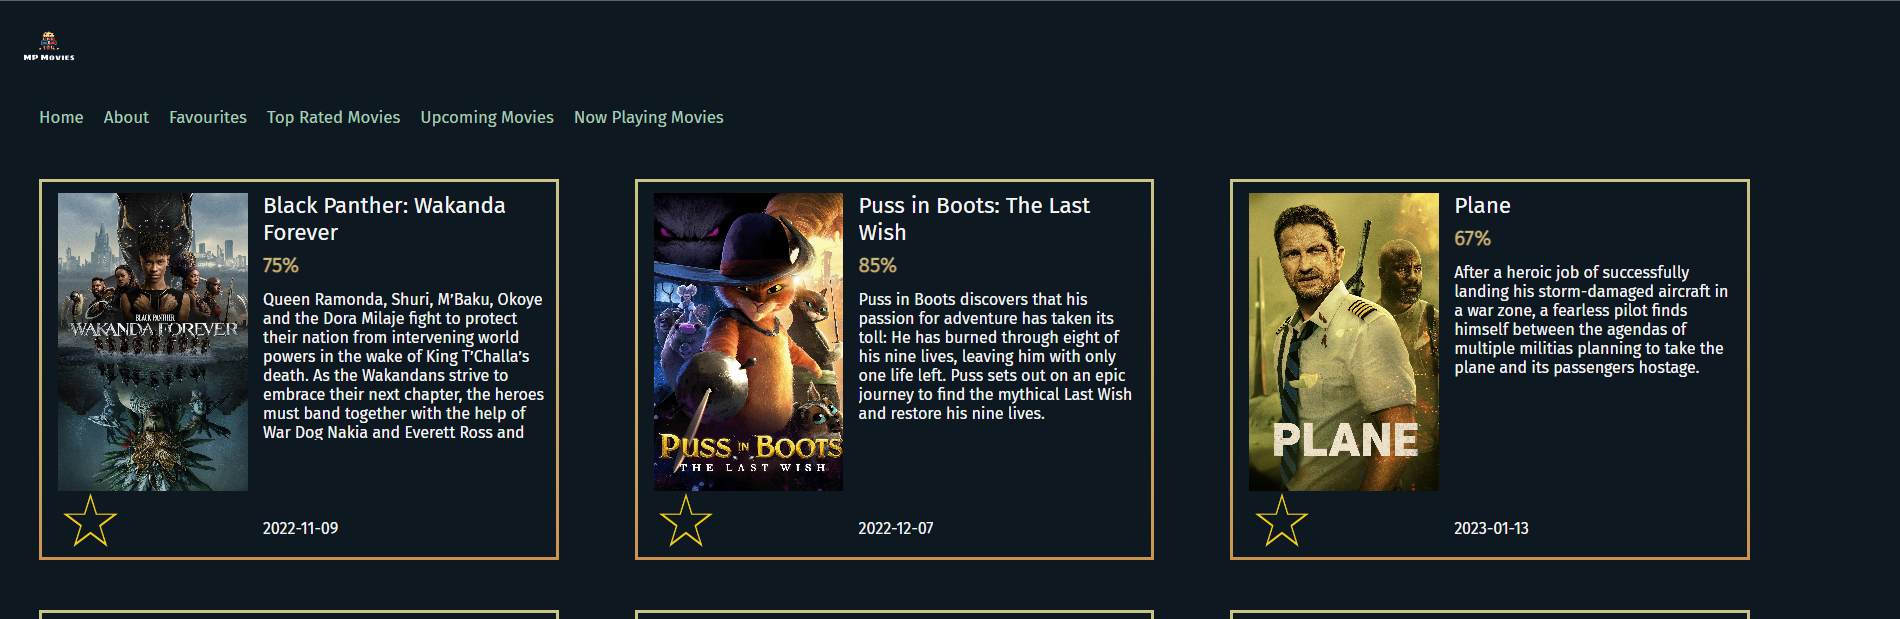 MP MOVIES
Home About Favourites Top Rated Movies Upcoming Movies Now Playing Movies
BLACK PANTHER
WAKANDA FOREVER
Black Panther: Wakanda
Forever
75%
Queen Ramonda, Shuri, M’Baku, Okoye
and the Dora Milaje fight to protect
their nation from intervening world
powers in the wake of King T’Challa’s
death. As the Wakandans strive to
embrace their next chapter, the heroes
must band together with the help of
War Dog Nakia and Everett Ross and
2022-11-09
PUSS IN BOOTS
THE LAST WISH
Puss in Boots: The Last
Wish
85%
Puss in Boots discovers that his
passion for adventure has taken its
toll: He has burned through eight of
his nine lives, leaving him with only
one life left. Puss sets out on an epic
journey to find the mythical Last Wish
and restore his nine lives.
2022-12-07
PLANE
Plane
67%
After a heroic job of successfully
landing his storm-damaged aircraft in
a war zone, a fearless pilot finds
himself between the agendas of
multiple militias planning to take the
plane and its passengers hostage.
2023-01-13